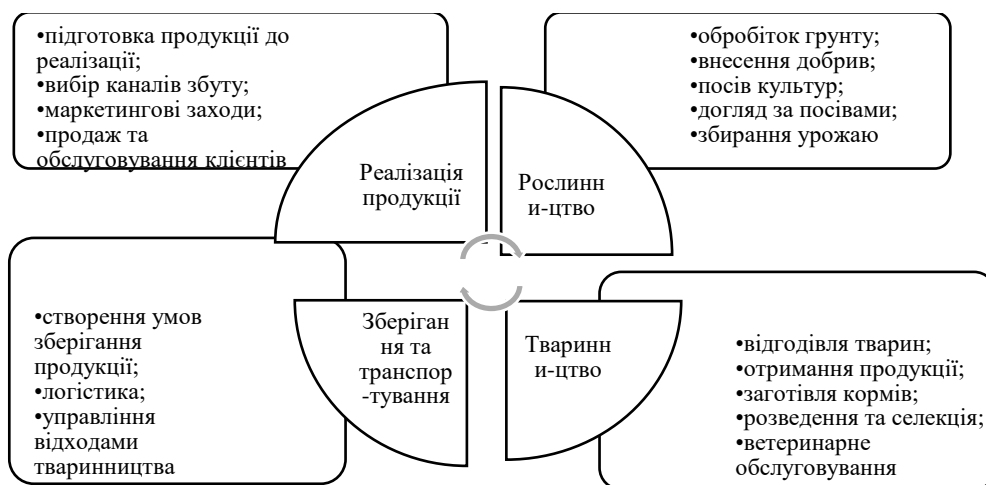 •підготовка продукції до
реалізації;
•вибір каналів збуту;
•маркетингові заходи;
•продаж та
обслуговування клієнтів
•обробіток грунту;
•внесення добрив;
•посів культур;
•догляд за посівами;
•збирання урожаю
Реалізація
продукції
Рослинн
и-цтво
•створення умов
зберігання
продукції;
•логістика;
•управління
відходами
тваринництва
Зберіган
ня та
транспор
-тування
Тваринн
и-цтво
•відгодівля тварин;
•отримання продукції;
•заготівля кормів;
•розведення та селекція;
•ветеринарне
обслуговування